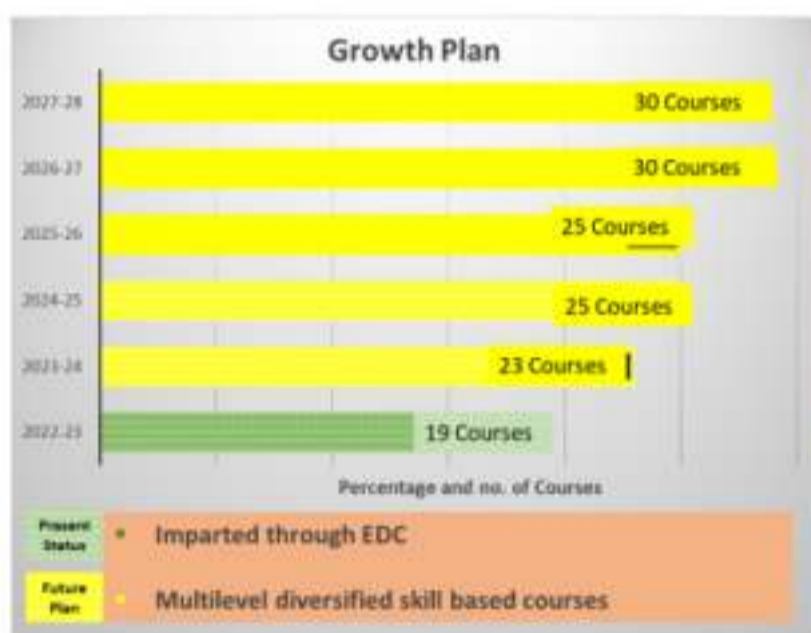 Growth Plan
2027-28
30 Courses
2026-27
30 Courses
2025-26
25 Courses
2024-25
25 Courses
2023-24
23 Courses
2022-23
19 Courses
Percentage and no. of Courses
Present
Status
• Imparted through EDC
Future
Plan
• Multilevel diversified skill based courses